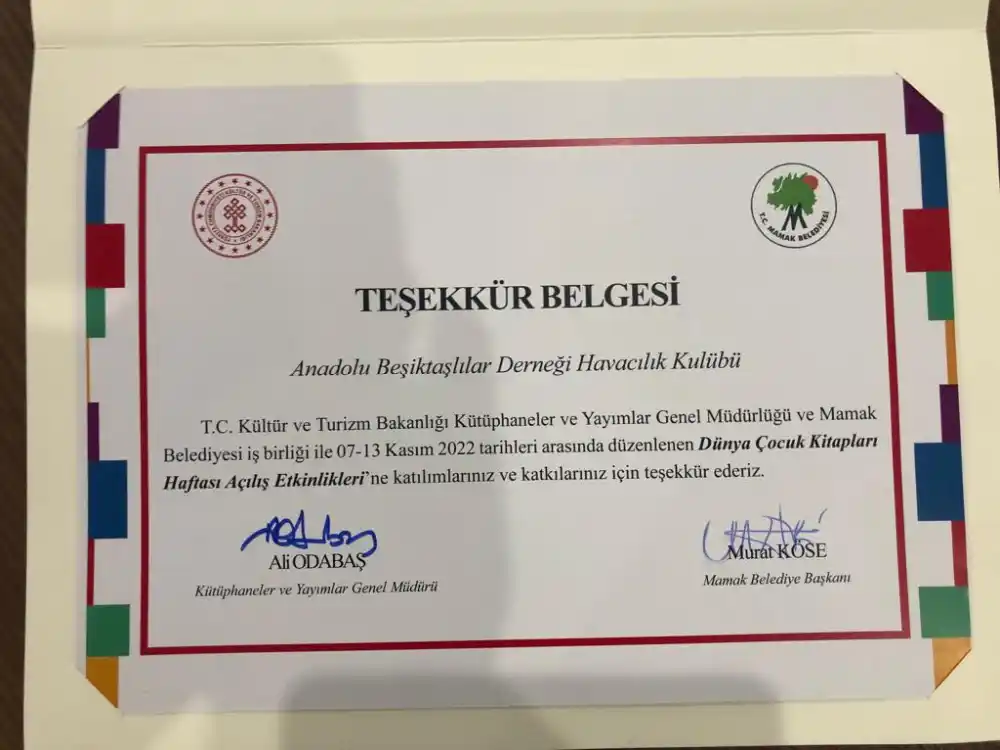 T.C. MAMAK BELEDİYESİ
TEŞEKKÜR BELGESİ
Anadolu Beşiktaşlılar Derneği Havacılık Kulübü
T.C. Kültür ve Turizm Bakanlığı Kütüphaneler ve Yayımlar Genel Müdürlüğü ve Mamak
Belediyesi iş birliği ile 07-13 Kasım 2022 tarihleri arasında düzenlenen Dünya Çocuk Kitapları
Haftası Açılış Etkinlikleri'ne katılımlarınız ve katkılarınız için teşekkür ederiz.
Ali ODABAŞ
Kütüphaneler ve Yayımlar Genel Müdürü
Murat KÖSE
Mamak Belediye Başkanı